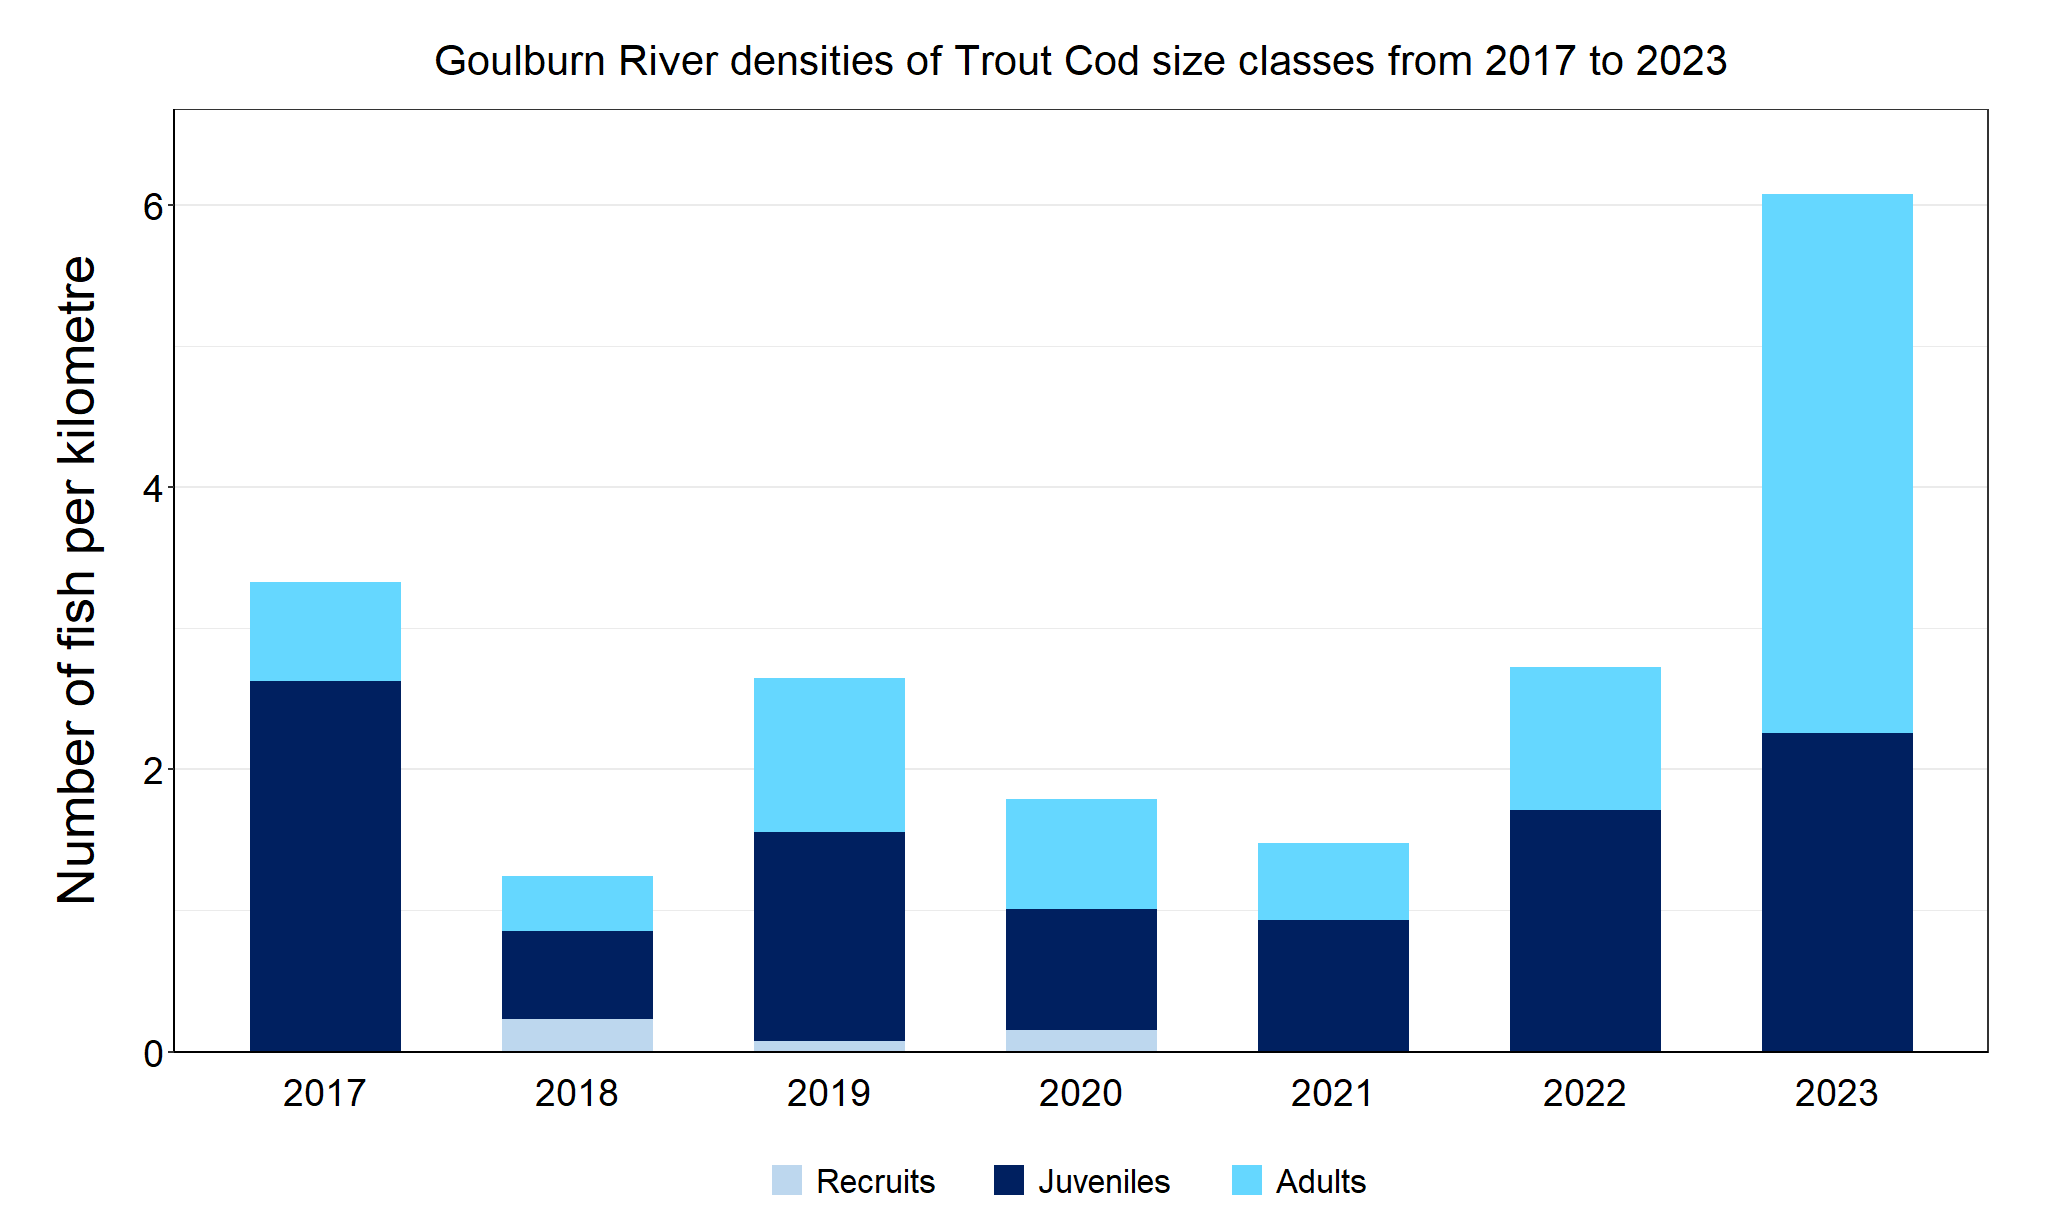 Goulburn River densities of Trout Cod size classes from 2017 to 2023
Number of fish per kilometre
6
4
2
0
2017 2018 2019 2020 2021 2022 2023
Recruits Juveniles Adults